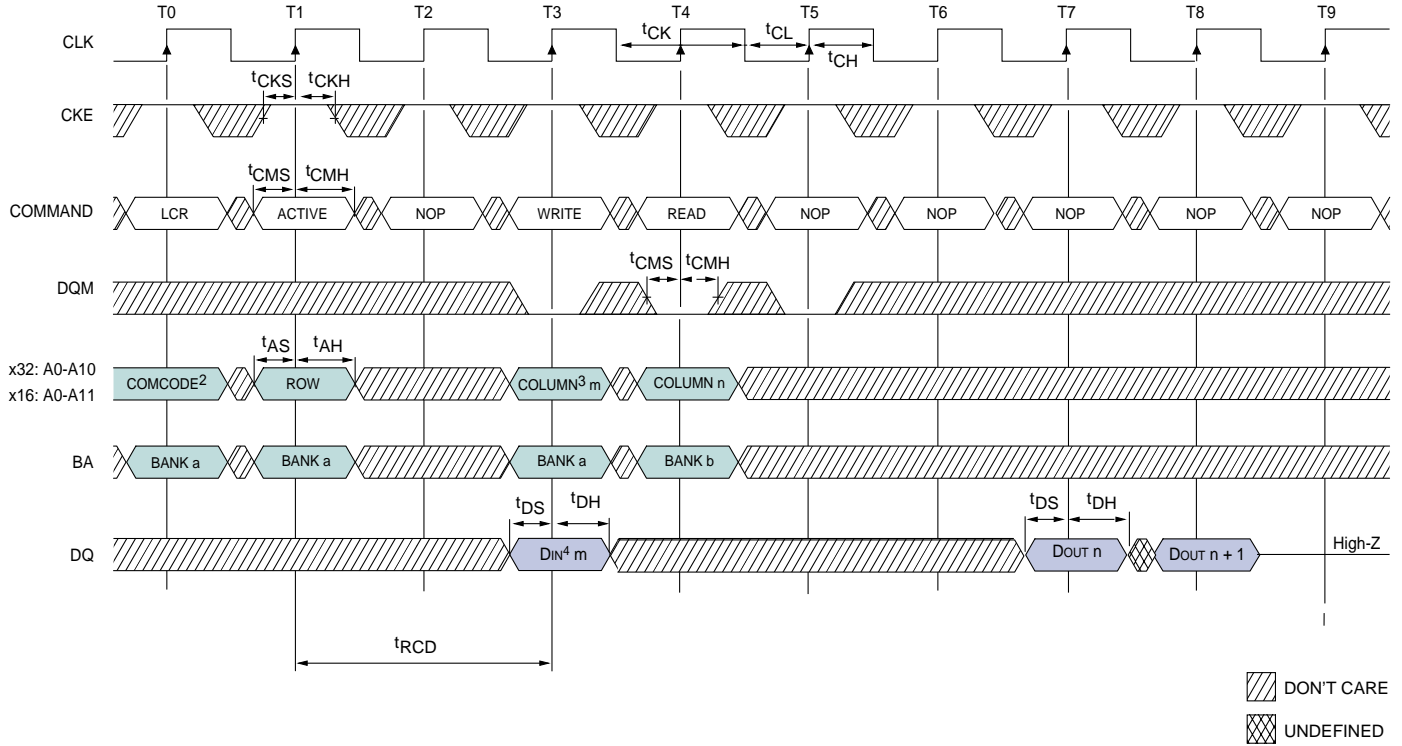 T0 T1 T2 T3 T4 T5 T6 T7 T8 T9
CLK
tCK tCL
tCH
tCKS tCKH
CKE
tCMS tCMH
COMMAND LCR ACTIVE NOP WRITE READ NOP NOP NOP NOP NOP
tCMS tCMH
DQM
tAS tAH
x32: A0-A10
x16: A0-A11
COMCODE2 ROW COLUMN3 m COLUMN n
BA BANK a BANK a BANK a BANK b
tDS tDH tDS tDH
DQ DIN4 m DOUT n DOUT n + 1 High-Z
tRCD
DON'T CARE
UNDEFINED